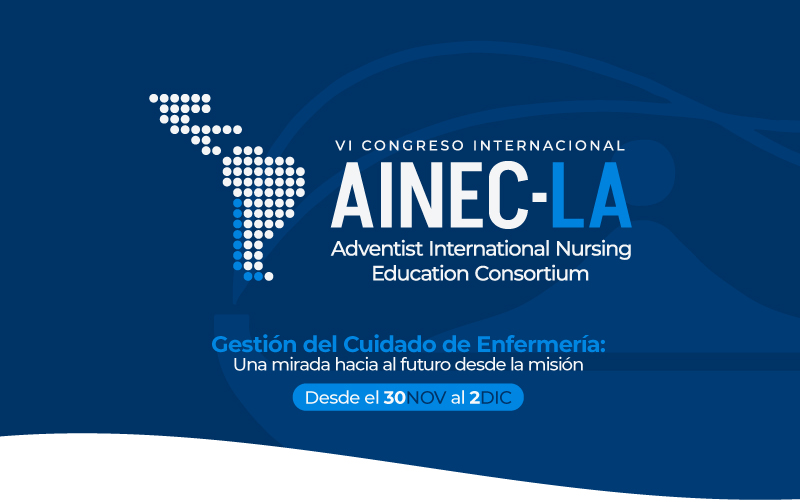 VI CONGRESO INTERNACIONAL
AINEC-LA
Adventist International Nursing
Education Consortium
Gestión del Cuidado de Enfermería:
Una mirada hacia al futuro desde la misión
Desde el 30NOV al 2DIC